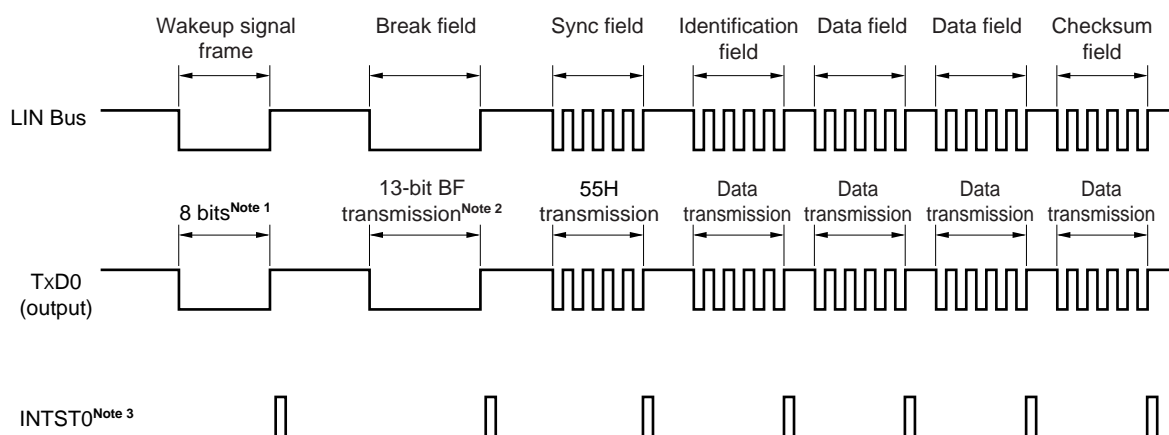 Wakeup signal frame
Break field
Sync field
Identification field
Data field
Data field
Checksum field
LIN Bus
8 bitsNote 1
13-bit BF transmissionNote 2
55H transmission
Data transmission
Data transmission
Data transmission
Data transmission
TxD0 (output)
INTST0Note 3